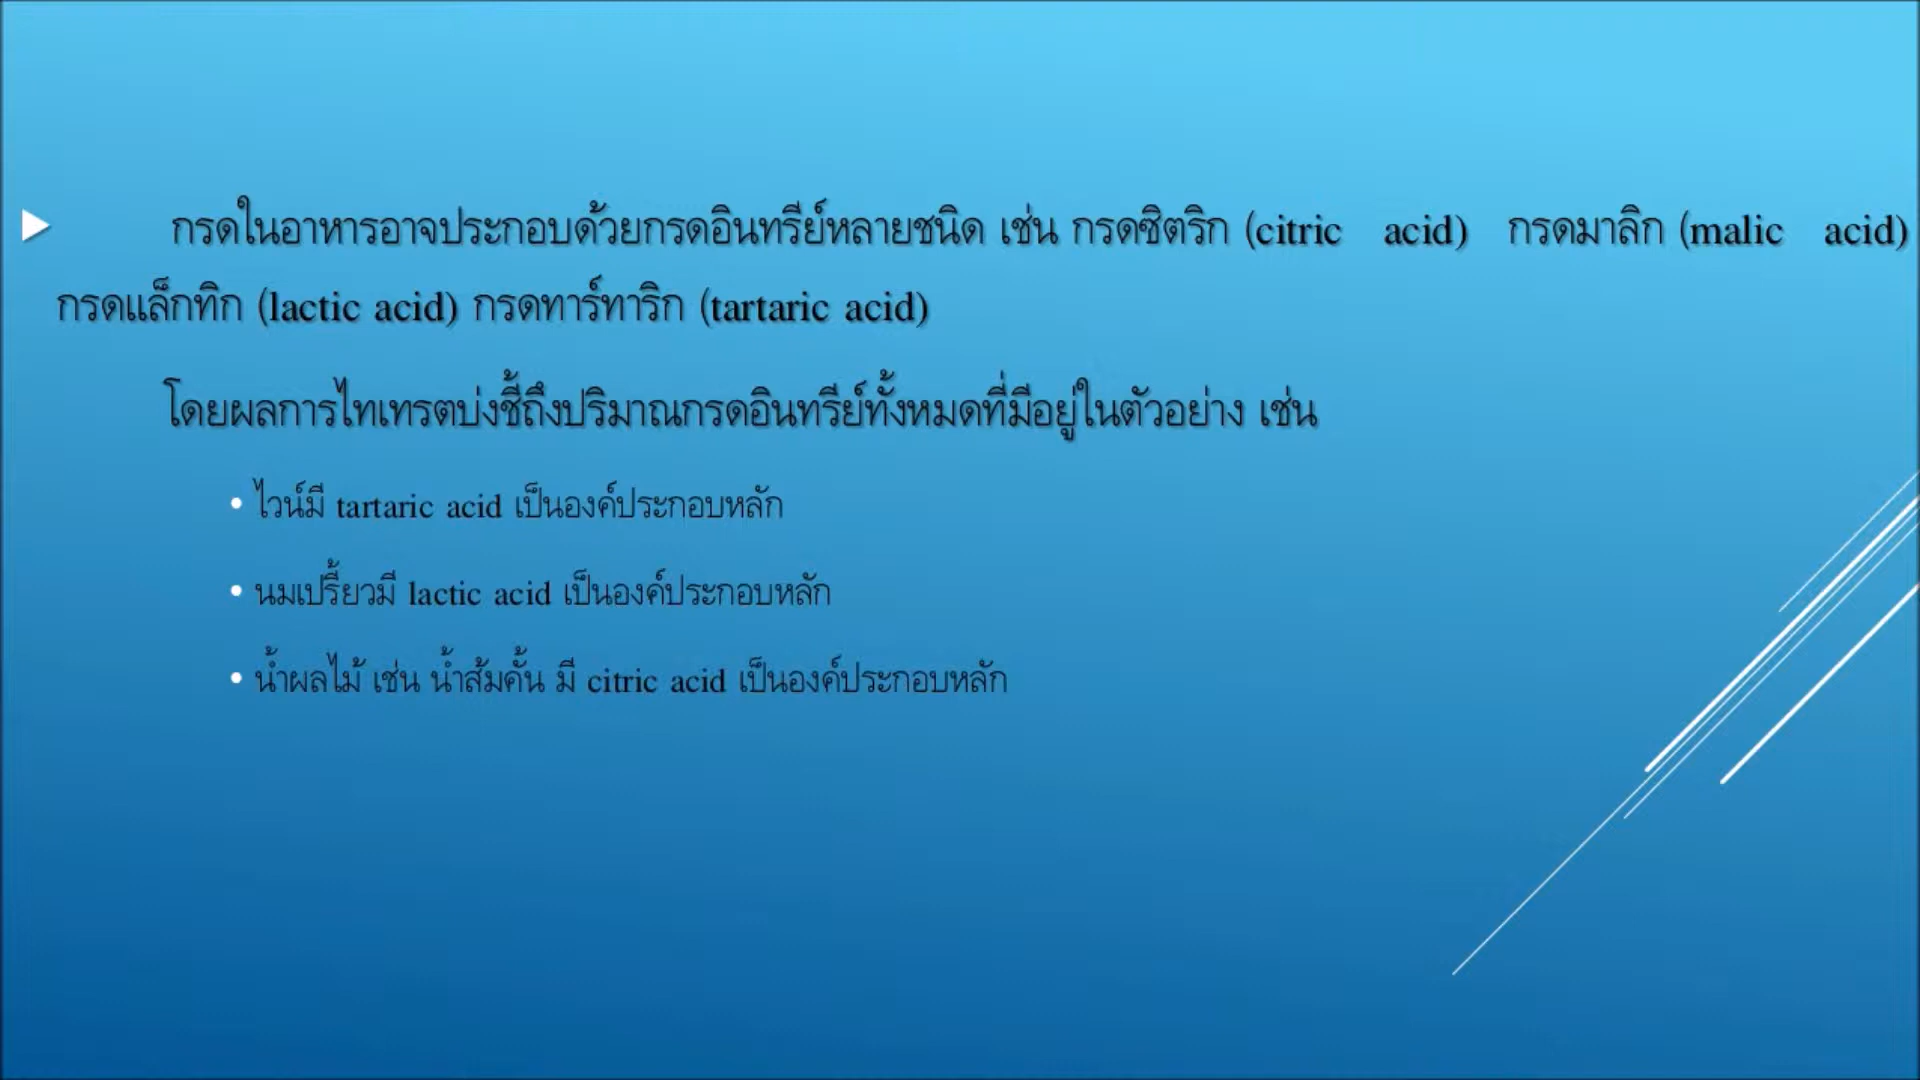 กรดในอาหารอาจประกอบด้วยกรดอินทรีย์หลายชนิด เช่น กรดซิตริก (citric acid) กรดมาลิก (malic acid)
กรดแล็กทิก (lactic acid) กรดทาร์ทาริก (tartaric acid)
โดยผลการไทเทรตบ่งชี้ถึงปริมาณกรดอินทรีย์ทั้งหมดที่มีอยู่ในตัวอย่าง เช่น
• ไวน์มี tartaric acid เป็นองค์ประกอบหลัก
• นมเปรี้ยวมี lactic acid เป็นองค์ประกอบหลัก
• น้ำผลไม้ เช่น น้ำส้มคั้น มี citric acid เป็นองค์ประกอบหลัก